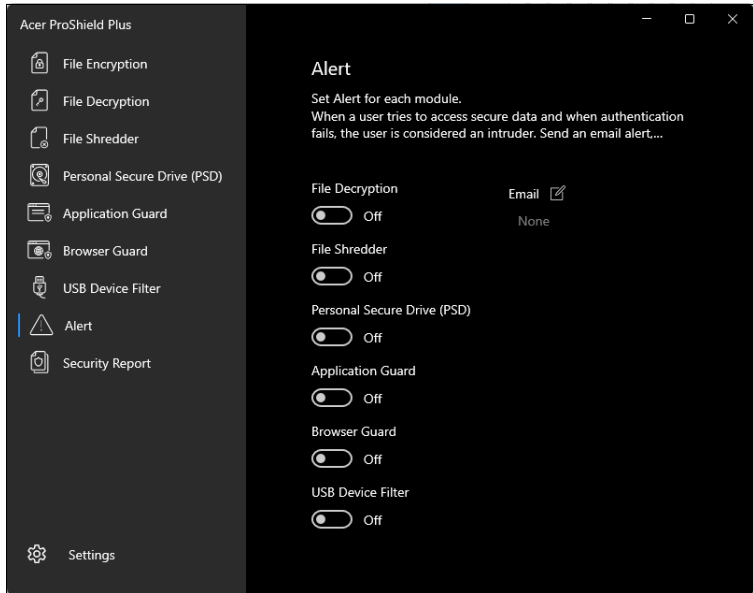 Acer ProShield Plus
File Encryption
File Decryption
File Shredder
Personal Secure Drive (PSD)
Application Guard
Browser Guard
USB Device Filter
Alert
Security Report
Settings
Alert
Set Alert for each module.
When a user tries to access secure data and when authentication
fails, the user is considered an intruder. Send an email alert,...
File Decryption
Off
Email
None
File Shredder
Off
Personal Secure Drive (PSD)
Off
Application Guard
Off
Browser Guard
Off
USB Device Filter
Off